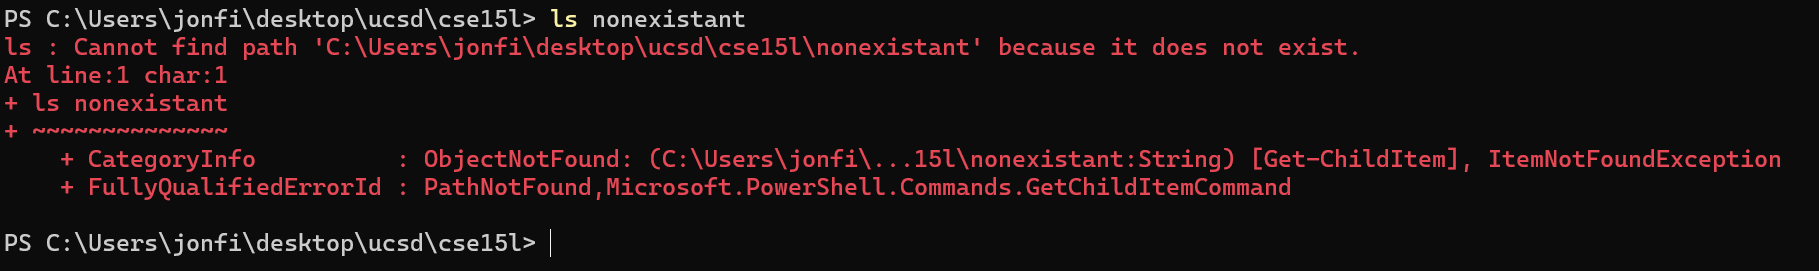 PS C:\Users\jonfi\desktop\ucsd\cse15l> ls nonexistant
ls : Cannot find path 'C:\Users\jonfi\desktop\ucsd\cse15l\nonexistant' because it does not exist.
At line:1 char:1
+ ls nonexistant
+ ~~~~~~~~~~~~~~
    + CategoryInfo          : ObjectNotFound: (C:\Users\jonfi\...15l\nonexistant:String) [Get-ChildItem], ItemNotFoundException
    + FullyQualifiedErrorId : PathNotFound,Microsoft.PowerShell.Commands.GetChildItemCommand
PS C:\Users\jonfi\desktop\ucsd\cse15l>